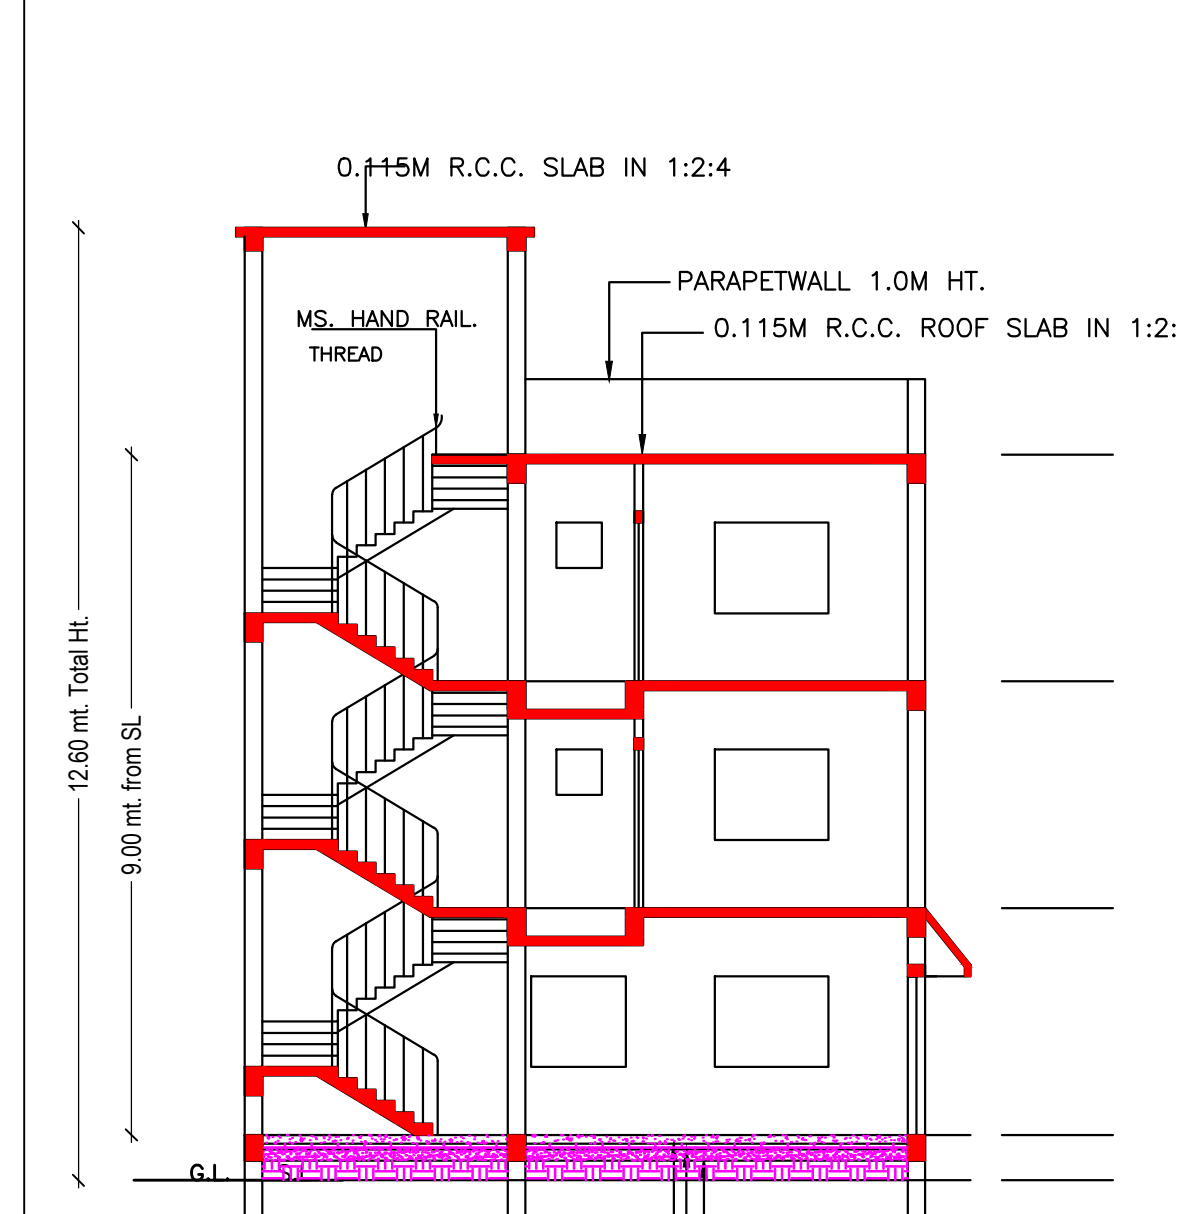 0.115M R.C.C. SLAB IN 1:2:4
PARAPETWALL 1.0M HT.
MS. HAND RAIL.
0.115M R.C.C. ROOF SLAB IN 1:2:
THREAD
12.60 mt. Total Ht.
9.00 mt. from SL
G.L.